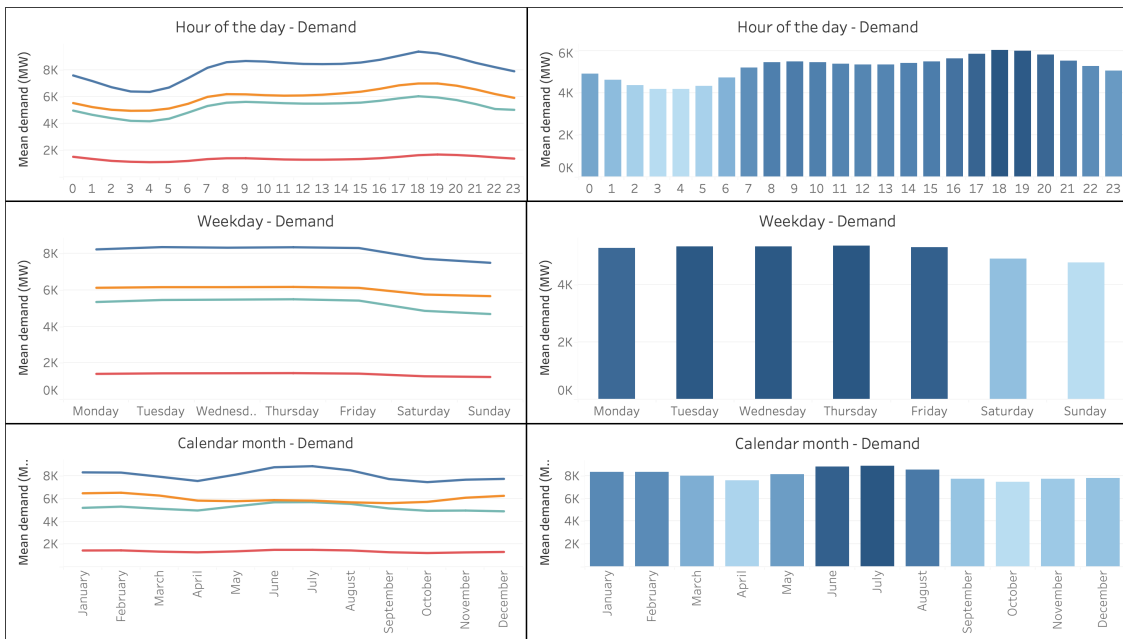 Hour of the day - Demand
Mean demand (MW)
8K
6K
4K
2K
0 1 2 3 4 5 6 7 8 9 10 11 12 13 14 15 16 17 18 19 20 21 22 23
Hour of the day - Demand
Mean demand (MW)
6K
4K
2K
0K
0 1 2 3 4 5 6 7 8 9 10 11 12 13 14 15 16 17 18 19 20 21 22 23
Weekday - Demand
Mean demand (MW)
8K
6K
4K
2K
0K
Monday Tuesday Wednesd.. Thursday Friday Saturday Sunday
Weekday - Demand
Mean demand (MW)
4K
2K
0K
Monday Tuesday Wednesday Thursday Friday Saturday Sunday
Calendar month - Demand
Mean demand (M..
8K
6K
4K
2K
January February March April May June July August September October November December
Calendar month - Demand
Mean demand (M..
8K
6K
4K
2K
January February March April May June July August September October November December